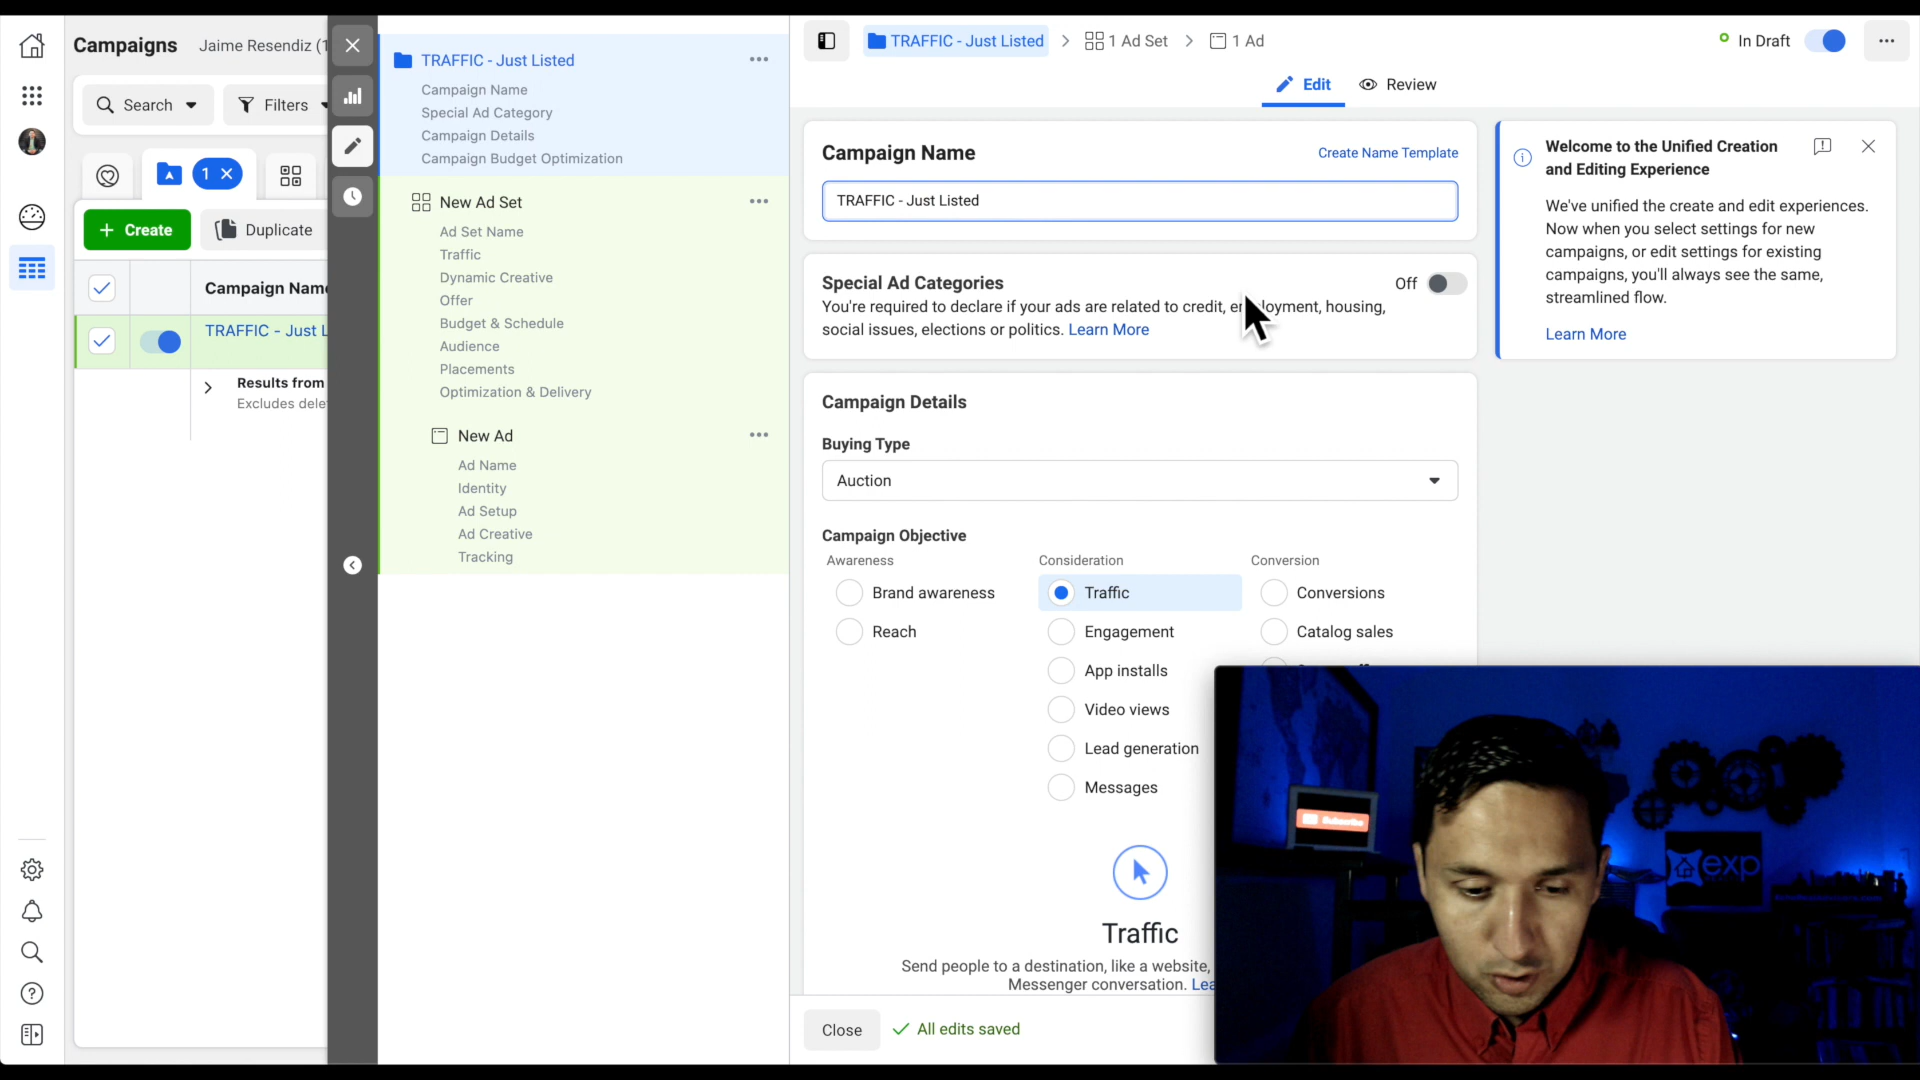 Campaigns
Jaime Resendiz (1
Search
Filters
1
Create
Duplicate
Campaign Name
TRAFFIC - Just L
Results from
Excludes dele
TRAFFIC - Just Listed
Campaign Name
Special Ad Category
Campaign Details
Campaign Budget Optimization
New Ad Set
Ad Set Name
Traffic
Dynamic Creative
Offer
Budget & Schedule
Audience
Placements
Optimization & Delivery
New Ad
Ad Name
Identity
Ad Setup
Ad Creative
Tracking
TRAFFIC - Just Listed
1 Ad Set
1 Ad
In Draft
Edit
Review
Campaign Name
Create Name Template
TRAFFIC - Just Listed
Special Ad Categories
Off
You're required to declare if your ads are related to credit, employment, housing,
social issues, elections or politics. Learn More
Campaign Details
Buying Type
Auction
Campaign Objective
Awareness
Consideration
Conversion
Brand awareness
Traffic
Conversions
Reach
Engagement
Catalog sales
App installs
Video views
Lead generation
Messages
Traffic
Send people to a destination, like a website,
Messenger conversation. Lea
Close
All edits saved
Welcome to the Unified Creation
and Editing Experience
We've unified the create and edit experiences.
Now when you select settings for new
campaigns, or edit settings for existing
campaigns, you'll always see the same,
streamlined flow.
Learn More
Subscribe
exp